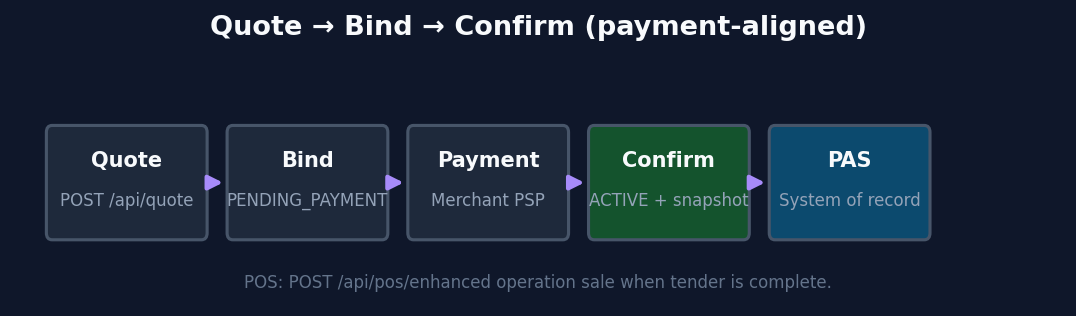 Quote → Bind → Confirm (payment-aligned)
Quote
POST /api/quote
Bind
PENDING_PAYMENT
Payment
Merchant PSP
Confirm
ACTIVE + snapshot
PAS
System of record
POS: POST /api/pos/enhanced operation sale when tender is complete.